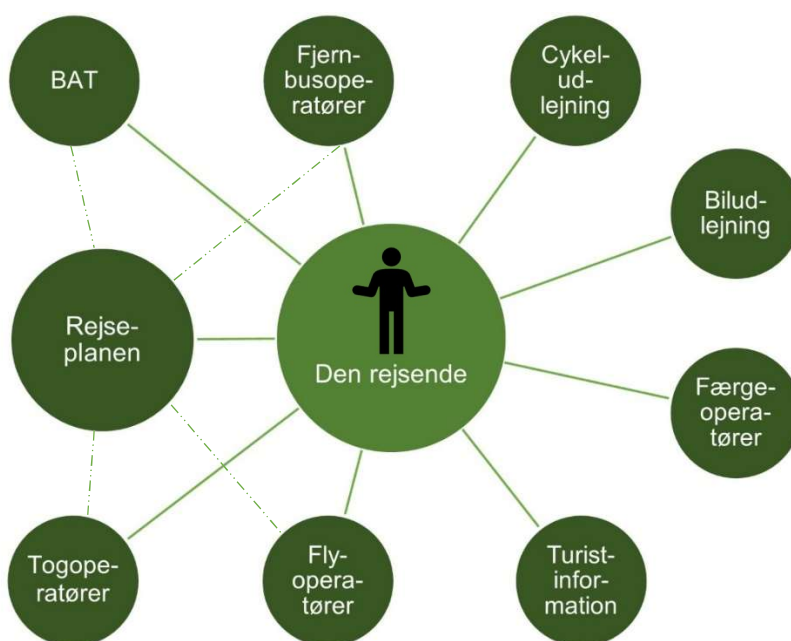 BAT
Fjern-
busope-
ratører
Cykel-
ud-
lejning
Bilud-
lejning
Rejse-
planen
Den rejsende
Færge-
opera-
tører
Togope-
ratører
Fly-
opera-
tører
Turist-
infor-
mation